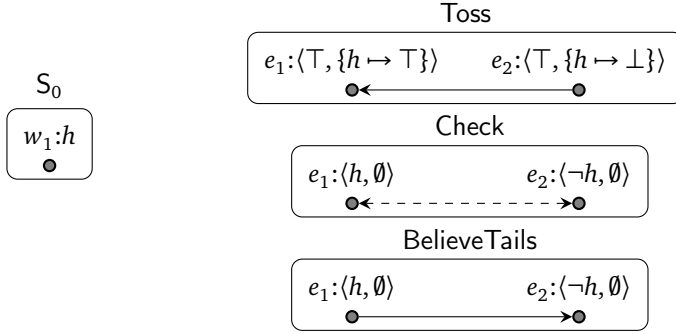 Toss
e₁:⟨⊤, {h ↦ ⊤}⟩ e₂:⟨⊤, {h ↦ ⊥}⟩
S₀
w₁:h
Check
e₁:⟨h, ∅⟩ e₂:⟨¬h, ∅⟩
BelieveTails
e₁:⟨h, ∅⟩ e₂:⟨¬h, ∅⟩